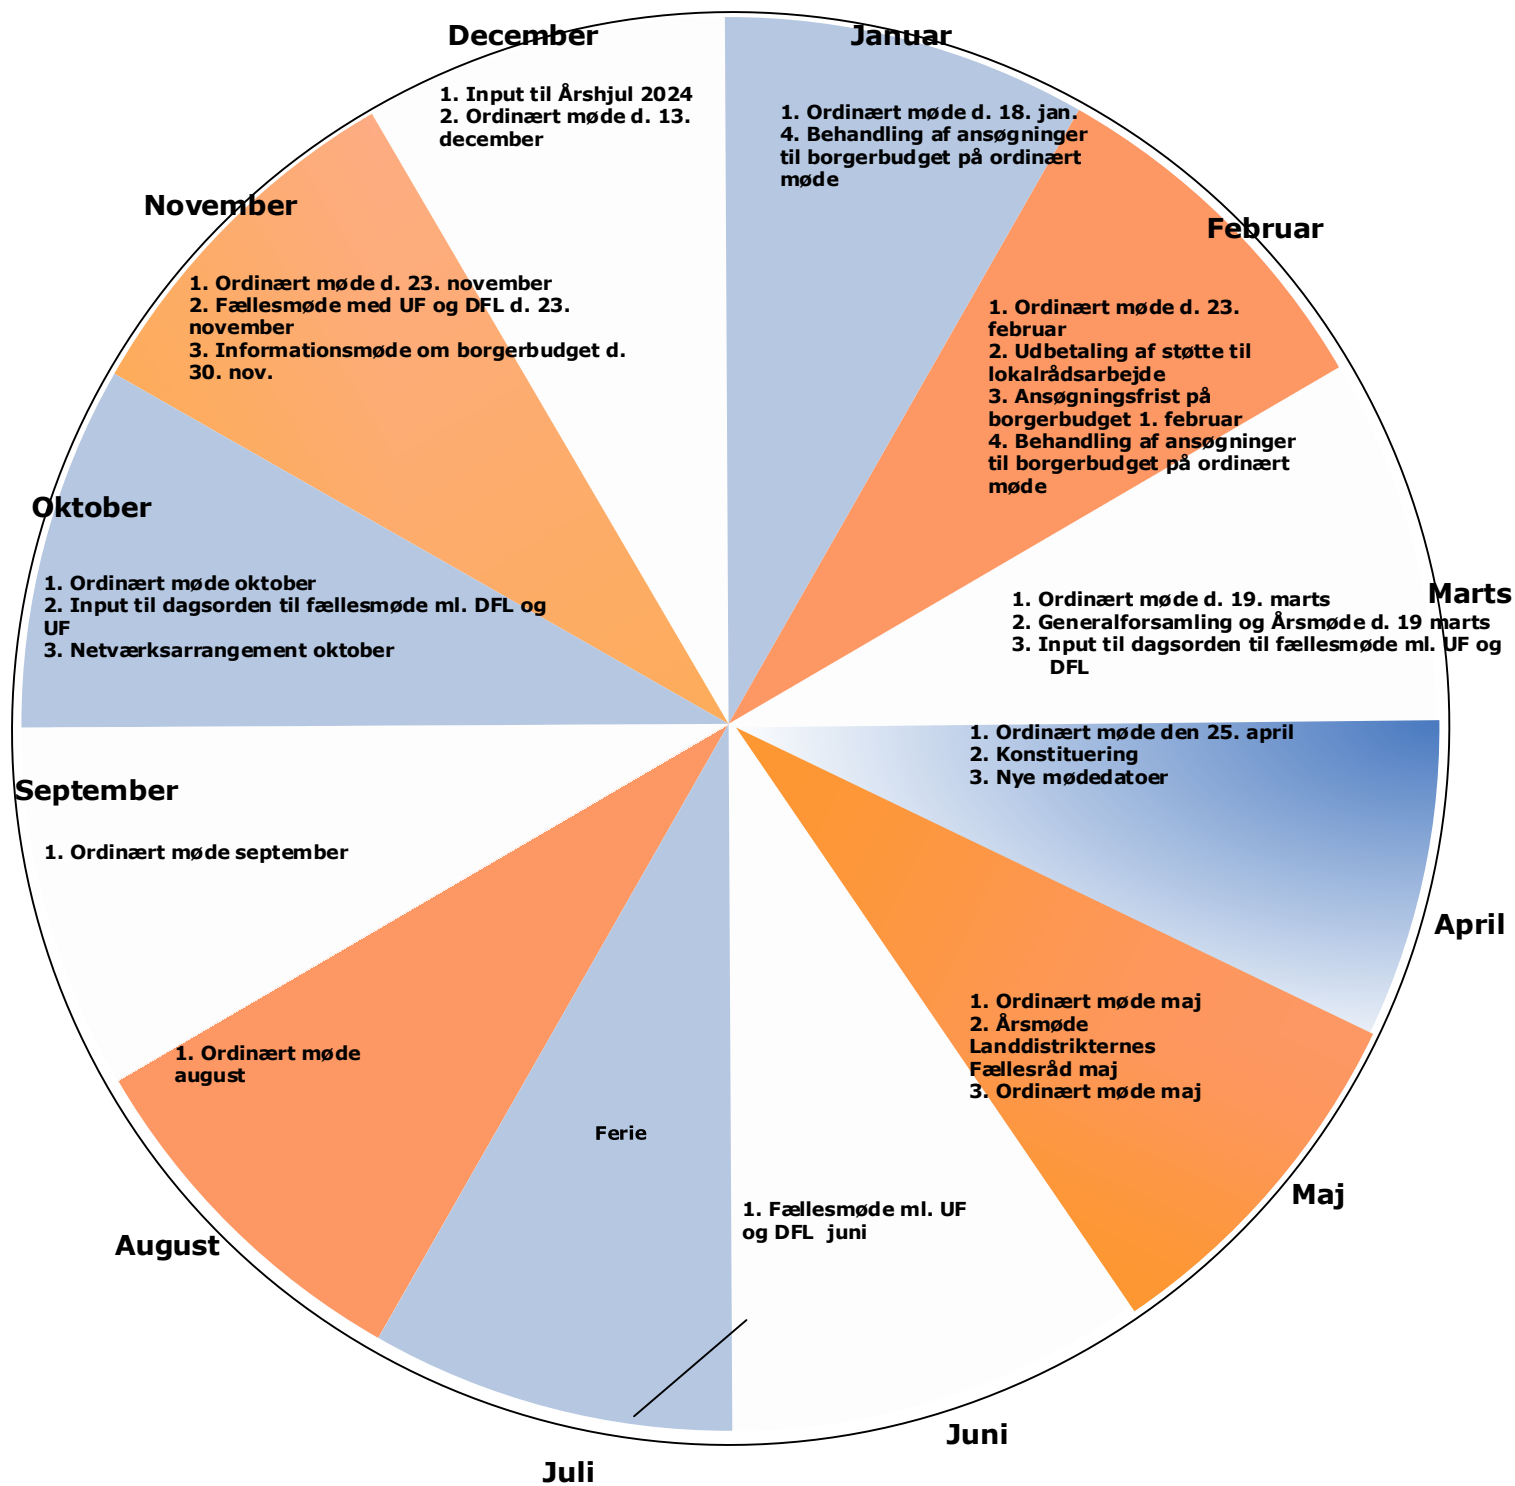 Januar
1. Ordinært møde d. 18. jan.
4. Behandling af ansøgninger
til borgerbudget på ordinært
møde
Februar
1. Ordinært møde d. 23.
februar
2. Udbetaling af støtte til
lokalrådsarbejde
3. Ansøgningsfrist på
borgerbudget 1. februar
4. Behandling af ansøgninger
til borgerbudget på ordinært
møde
Marts
1. Ordinært møde d. 19. marts
2. Generalforsamling og Årsmøde d. 19 marts
3. Input til dagsorden til fællesmøde ml. UF og
DFL
April
1. Ordinært møde den 25. april
2. Konstituering
3. Nye mødedatoer
Maj
1. Ordinært møde maj
2. Årsmøde
Landdistrikternes
Fællesråd maj
3. Ordinært møde maj
Juni
1. Fællesmøde ml. UF
og DFL  juni
Juli
Ferie
August
1. Ordinært møde
august
September
1. Ordinært møde september
Oktober
1. Ordinært møde oktober
2. Input til dagsorden til fællesmøde ml. DFL og
UF
3. Netværksarrangement oktober
November
1. Ordinært møde d. 23. november
2. Fællesmøde med UF og DFL d. 23.
november
3. Informationsmøde om borgerbudget d.
30. nov.
December
1. Input til Årshjul 2024
2. Ordinært møde d. 13.
december